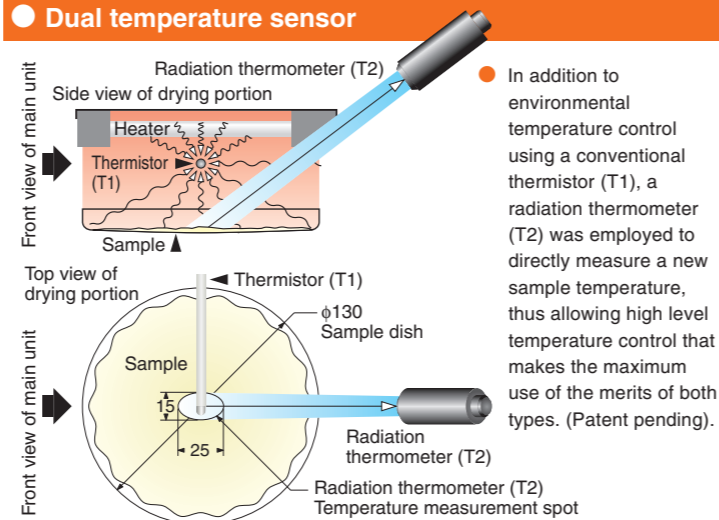 Dual temperature sensor
Radiation thermometer (T2)
Side view of drying portion
Front view of main unit
Heater
Thermistor
(T1)
Sample
Top view of
drying portion
Thermistor (T1)
ϕ130
Sample dish
Front view of main unit
Sample
15
25
Radiation
thermometer (T2)
Radiation thermometer (T2)
Temperature measurement spot
In addition to
environmental
temperature control
using a conventional
thermistor (T1), a
radiation thermometer
(T2) was employed to
directly measure a new
sample temperature,
thus allowing high level
temperature control that
makes the maximum
use of the merits of both
types. (Patent pending).